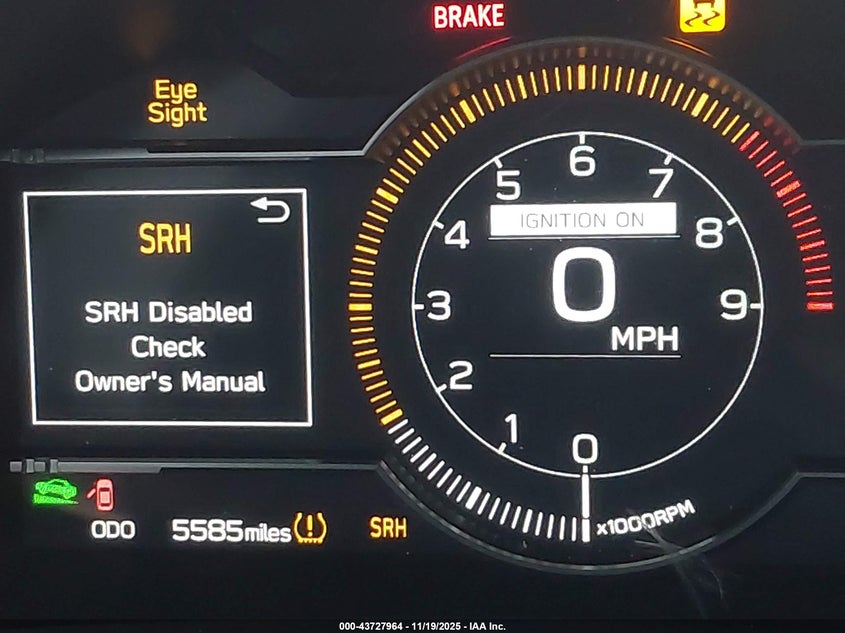 BRAKE
Eye
Sight
SRH
SRH Disabled
Check
Owner's Manual
IGNITION ON
0
MPH
0
1
2
3
4
5
6
7
8
9
x1000RPM
ODO 5585miles
SRH
000-43727964 - 11/19/2025 - IAA Inc.